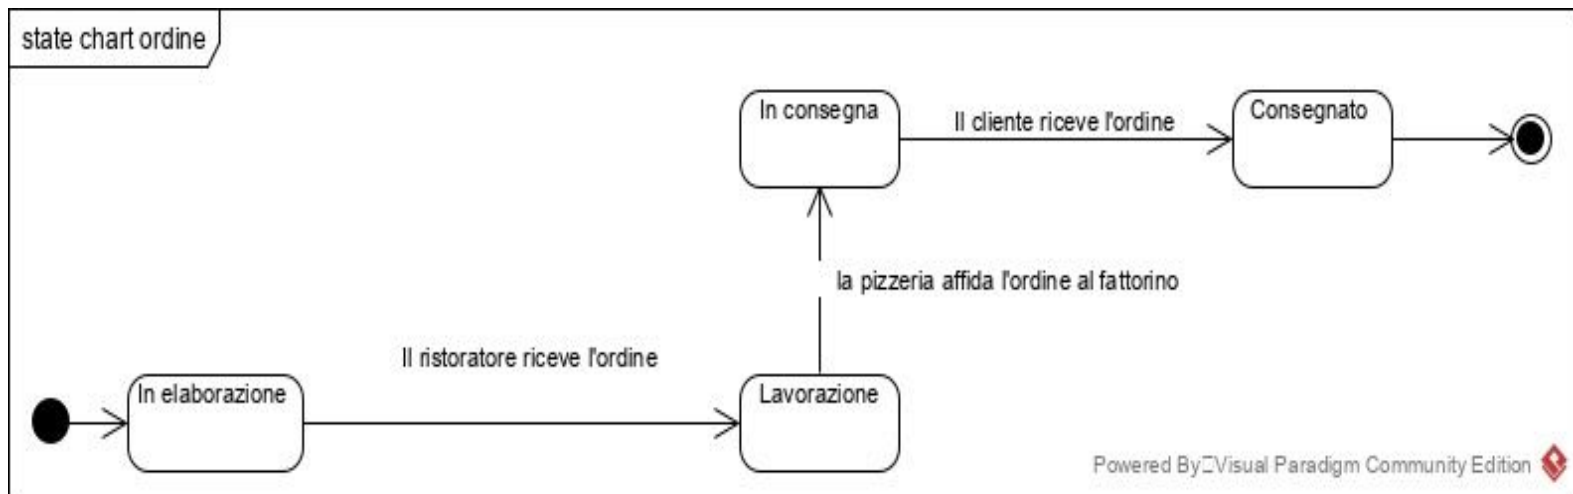 state chart ordine
In consegna
Il cliente riceve l'ordine
Consegnato
la pizzeria affida l'ordine al fattorino
Il ristoratore riceve l'ordine
In elaborazione
Lavorazione
Powered By Visual Paradigm Community Edition